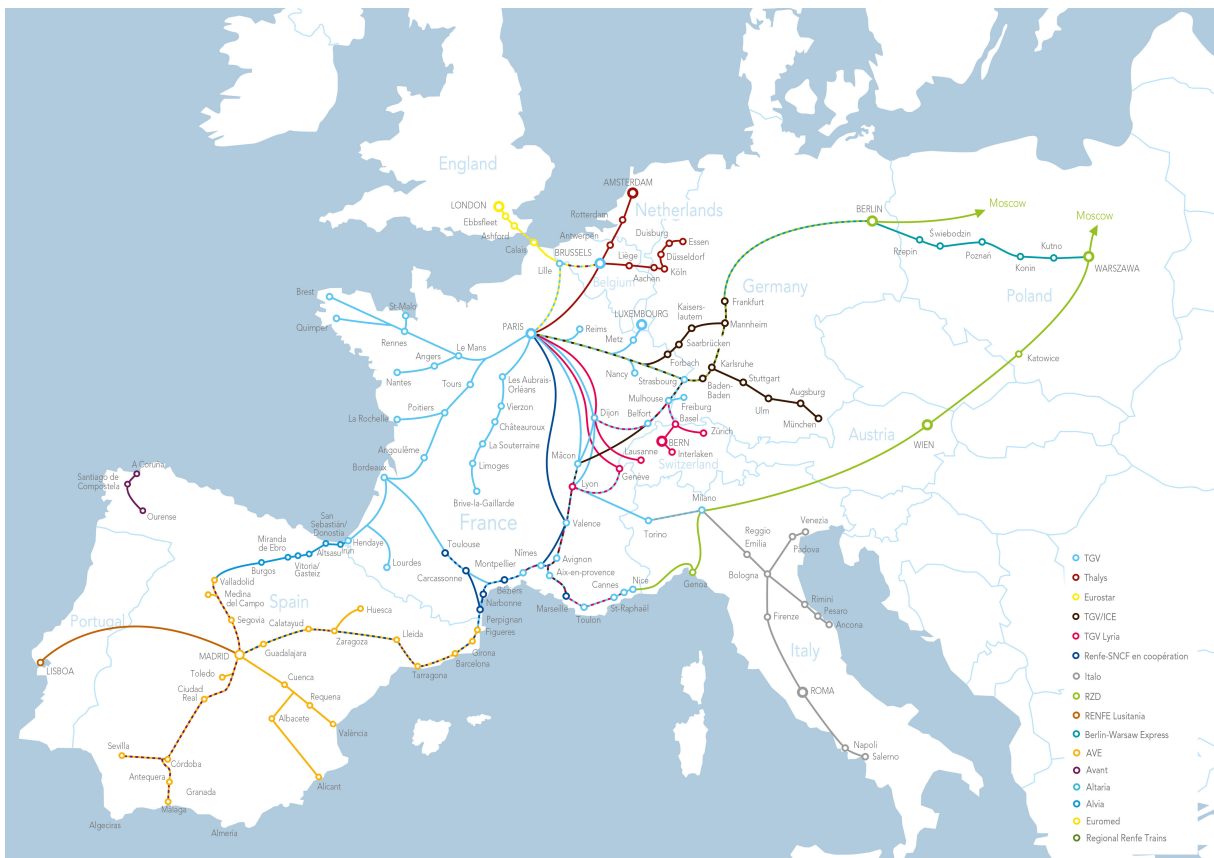 England
AMSTERDAM
LONDON
Ebbsfleet
Ashford
Calais
Rotterdam
Netherlands
Antwerpen
Duisburg
Essen
BRUSSELS
Liège
Düsseldorf
Lille
Aachen
Köln
Belgium
BERLIN
Moscow
Moscow
Świebodzin
Rzepin
Poznań
Kutno
Konin
WARSZAWA
Poland
Germany
Brest
St-Malo
Quimper
Rennes
PARIS
Reims
LUXEMBOURG
Metz
Kaisers-
lautern
Frankfurt
Mannheim
Saarbrücken
Le Mans
Angers
Nantes
Tours
Nancy
Forbach
Karlsruhe
Strasbourg
Baden-
Baden
Stuttgart
Augsburg
Ulm
München
Katowice
Les Aubrais-
Orléans
Vierzon
Mulhouse
Belfort
Freiburg
Basel
La Rochelle
Poitiers
Châteauroux
Dijon
Zürich
BERN
Interlaken
Austria
WIEN
La Souterraine
Angoulême
Limoges
Mâcon
Lausanne
Switzerland
Genève
Bordeaux
Brive-la-Gaillarde
Lyon
Milano
A Coruña
Santiago de
Compostela
Ourense
France
Valence
Torino
Reggio
Emilia
Venezia
Padova
San
Sebastián/
Donostia
Miranda
de Ebro
Altsasu
Irun
Hendaye
Vitoria/
Gasteiz
Burgos
Lourdes
Toulouse
Montpellier
Nîmes
Avignon
Carcassonne
Aix-en-provence
Cannes
Nice
Genoa
Bologna
Béziers
Valladolid
Medina
del Campo
Spain
Huesca
Narbonne
Marseille
St-Raphaël
Toulon
Rimini
Pesaro
Ancona
Firenze
Portugal
Segovia
Calatayud
Zaragoza
Lleida
Perpignan
Figueres
Girona
Barcelona
Tarragona
Guadalajara
MADRID
Italy
LISBOA
Toledo
Ciudad
Real
Cuenca
Requena
Albacete
València
ROMA
Sevilla
Córdoba
Antequera
Granada
Málaga
Alicant
Napoli
Salerno
Algeciras
Almería
TGV
Thalys
Eurostar
TGV/ICE
TGV Lyria
Renfe-SNCF en coopération
Italo
RZD
RENFE Lusitania
Berlin-Warsaw Express
AVE
Avant
Altaria
Alvia
Euromed
Regional Renfe Trains